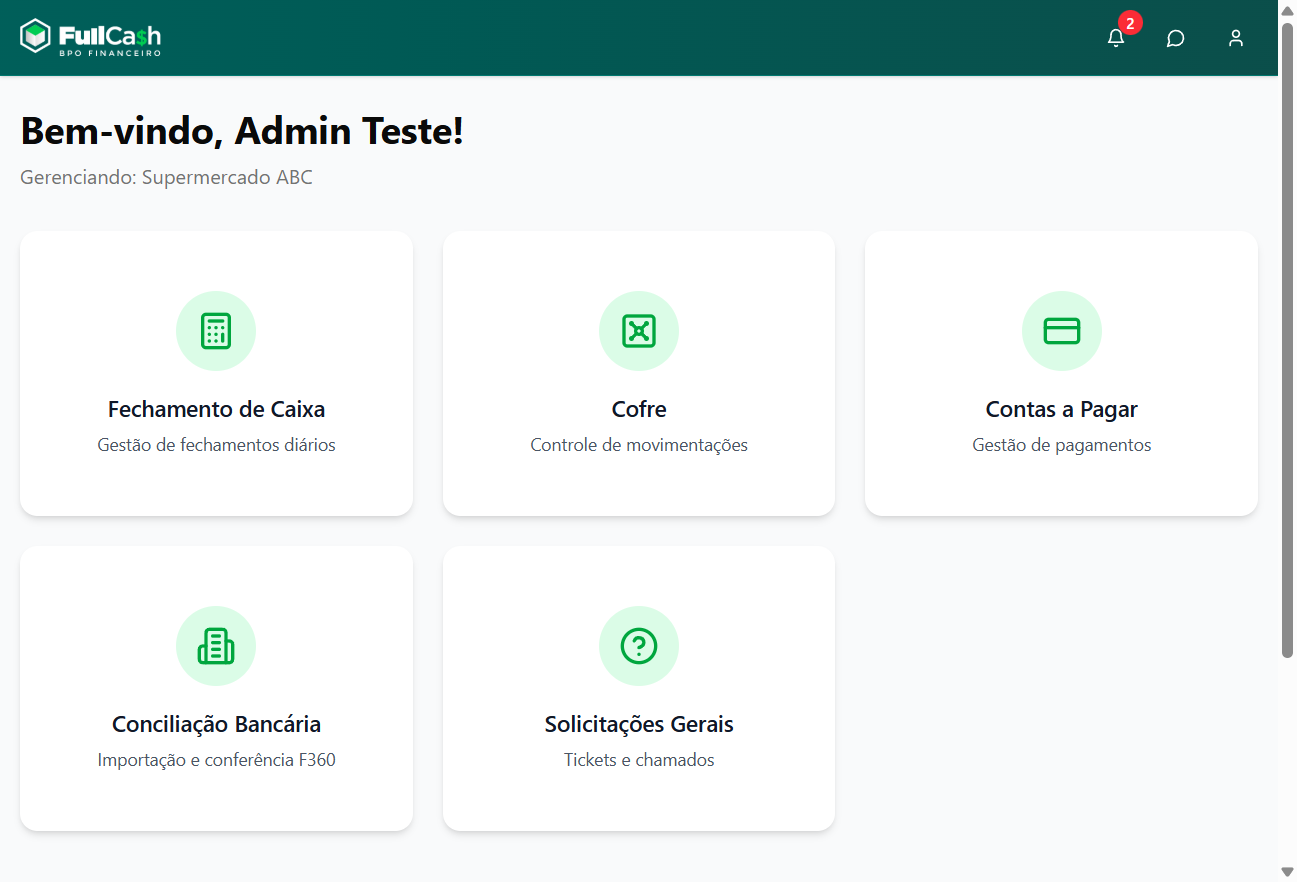 FullCa$h
BPO FINANCEIRO
2
Bem-vindo, Admin Teste!
Gerenciando: Supermercado ABC
Fechamento de Caixa
Gestão de fechamentos diários
Cofre
Controle de movimentações
Contas a Pagar
Gestão de pagamentos
Conciliação Bancária
Importação e conferência F360
Solicitações Gerais
Tickets e chamados